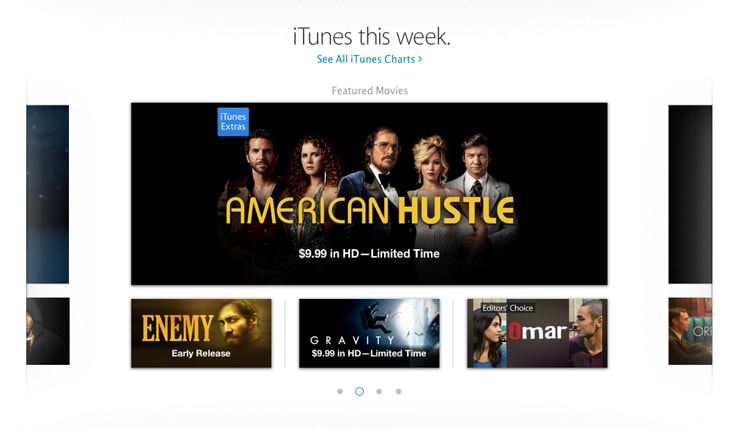 iTunes this week.
See All iTunes Charts >
Featured Movies
iTunes
Extras
AMERICAN HUSTLE
$9.99 in HD—Limited Time
ENEMY
Early Release
GRAVITY
$9.99 in HD—Limited Time
Editors' Choice
Omar